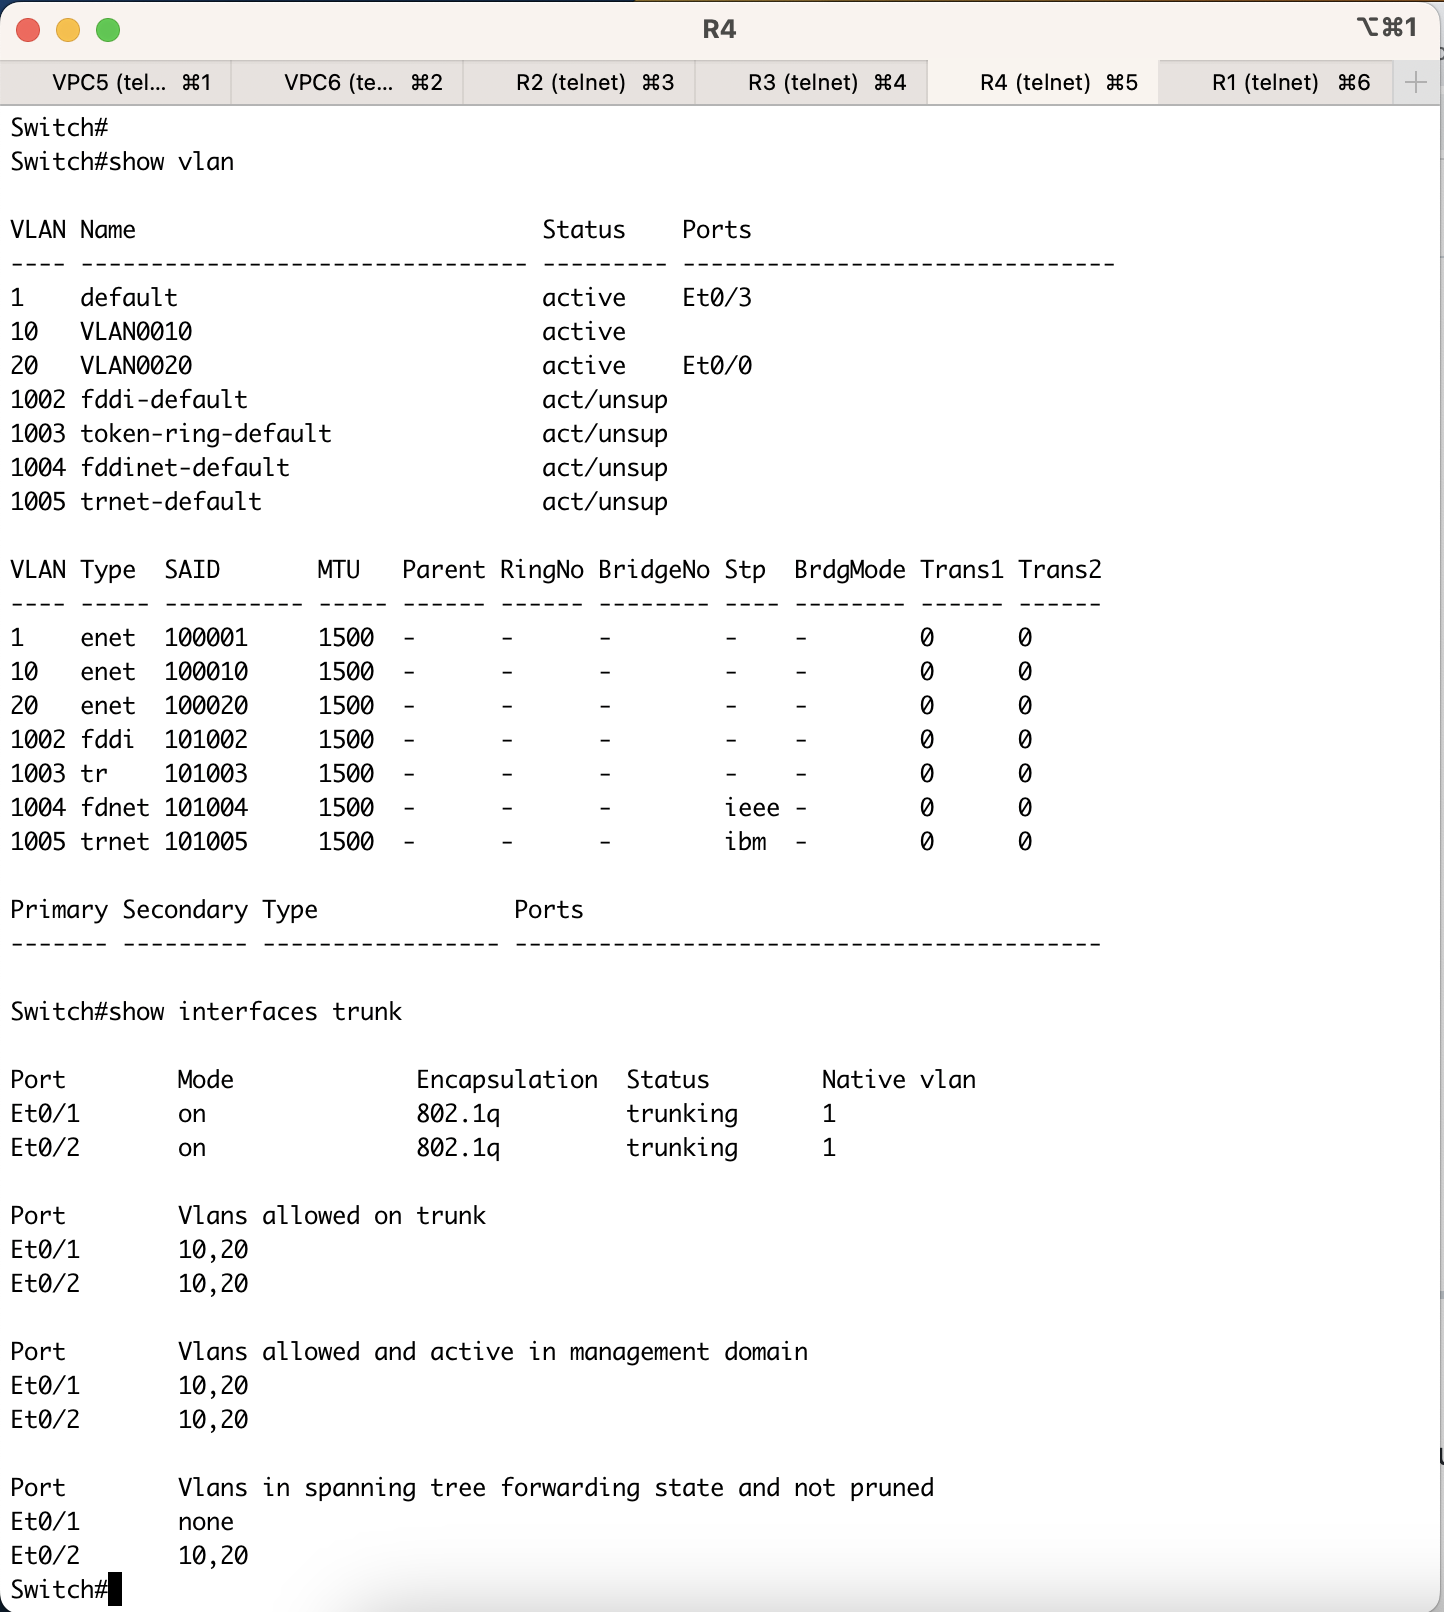 R4
⌥⌘1
VPC5 (tel... ⌘1 VPC6 (te... ⌘2 R2 (telnet) ⌘3 R3 (telnet) ⌘4 R4 (telnet) ⌘5 R1 (telnet) ⌘6
Switch#
Switch#show vlan
VLAN Name                             Status    Ports
---- -------------------------------- --------- -------------------------------
1    default                          active    Et0/3
10   VLAN0010                         active
20   VLAN0020                         active    Et0/0
1002 fddi-default                     act/unsup
1003 token-ring-default               act/unsup
1004 fddinet-default                  act/unsup
1005 trnet-default                    act/unsup
VLAN Type  SAID       MTU   Parent RingNo BridgeNo Stp  BrdgMode Trans1 Trans2
---- ----- ---------- ----- ------ ------ -------- ---- -------- ------ ------
1    enet  100001     1500  -      -      -        -    -        0      0
10   enet  100010     1500  -      -      -        -    -        0      0
20   enet  100020     1500  -      -      -        -    -        0      0
1002 fddi  101002     1500  -      -      -        -    -        0      0
1003 tr    101003     1500  -      -      -        -    -        0      0
1004 fdnet 101004     1500  -      -      -        ieee -        0      0
1005 trnet 101005     1500  -      -      -        ibm  -        0      0
Primary Secondary Type              Ports
------- --------- ----------------- ------------------------------------------
Switch#show interfaces trunk
Port        Mode             Encapsulation  Status        Native vlan
Et0/1       on               802.1q         trunking      1
Et0/2       on               802.1q         trunking      1
Port        Vlans allowed on trunk
Et0/1       10,20
Et0/2       10,20
Port        Vlans allowed and active in management domain
Et0/1       10,20
Et0/2       10,20
Port        Vlans in spanning tree forwarding state and not pruned
Et0/1       none
Et0/2       10,20
Switch#